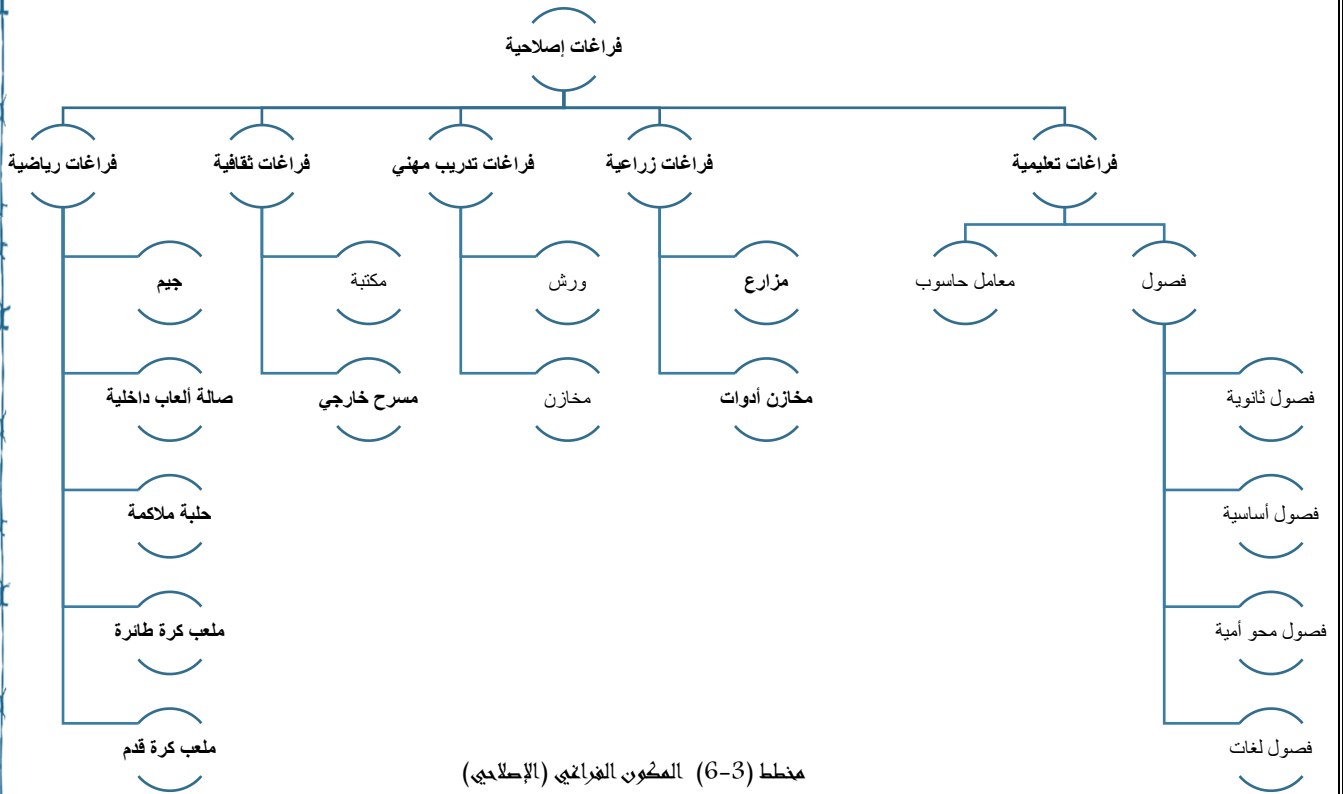 فراغات إصلاحية
فراغات تعليمية
فراغات زراعية
فراغات تدريب مهني
فراغات ثقافية
فراغات رياضية
فصول
معامل حاسوب
مزارع
ورش
مكتبة
جيم
فصول ثانوية
مخازن أدوات
مخازن
مسرح خارجي
صالة ألعاب داخلية
فصول أساسية
حلبة ملاكمة
فصول محو أمية
ملعب كرة طائرة
فصول لغات
ملعب كرة قدم
مخطط (3-6) المكون الفراغي (الإصلاحي)